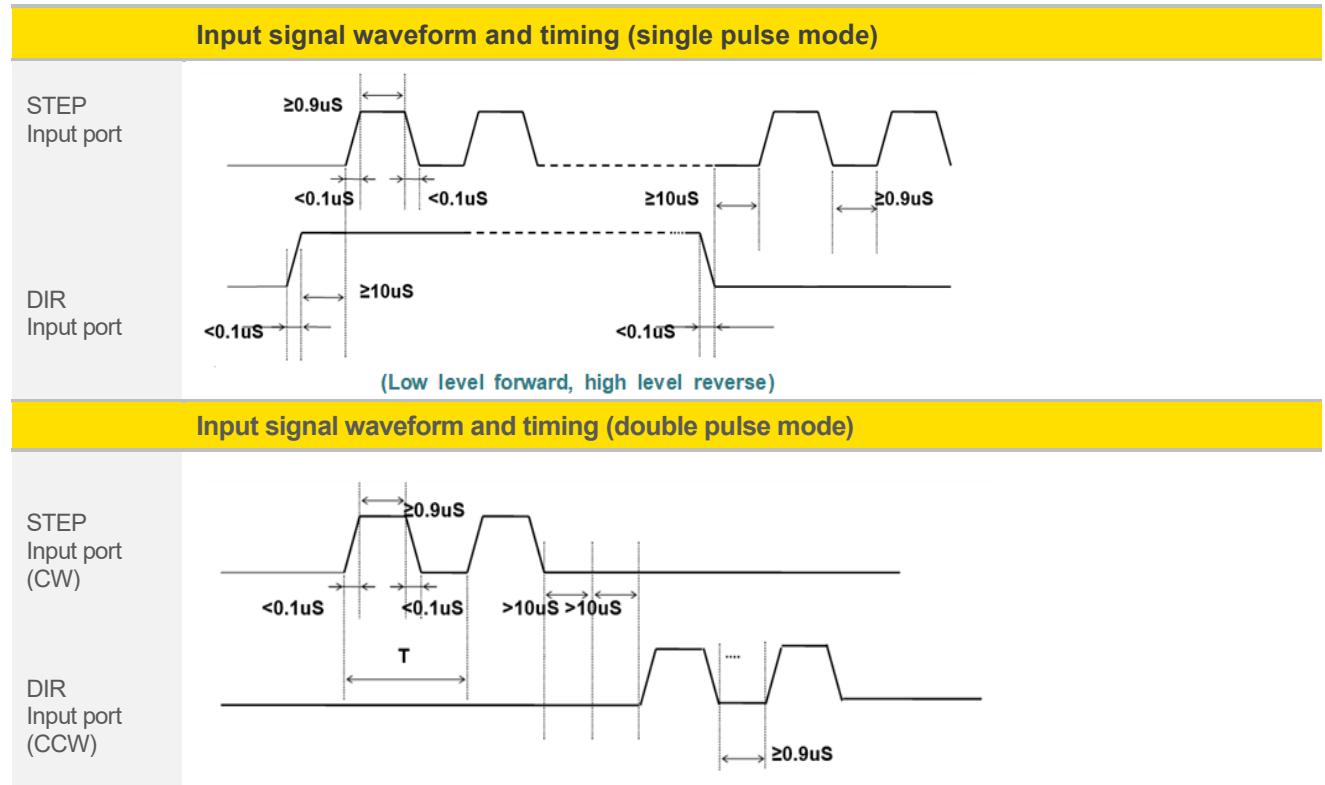 Input signal waveform and timing (single pulse mode)
STEP
Input port
≥0.9uS
<0.1uS
<0.1uS
≥10uS
≥0.9uS
DIR
Input port
≥10uS
<0.1uS
<0.1uS
(Low level forward, high level reverse)
Input signal waveform and timing (double pulse mode)
STEP
Input port
(CW)
≥0.9uS
<0.1uS
<0.1uS
>10uS >10uS
T
DIR
Input port
(CCW)
....
≥0.9uS